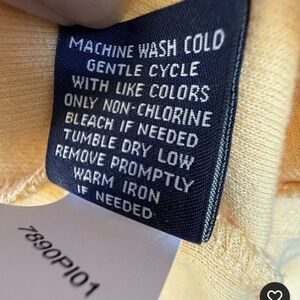 MACHINE WASH COLD
GENTLE CYCLE
WITH LIKE COLORS
ONLY NON-CHLORINE
BLEACH IF NEEDED
TUMBLE DRY LOW
REMOVE PROMPTLY
WARM IRON
IF NEEDED
7890PI01